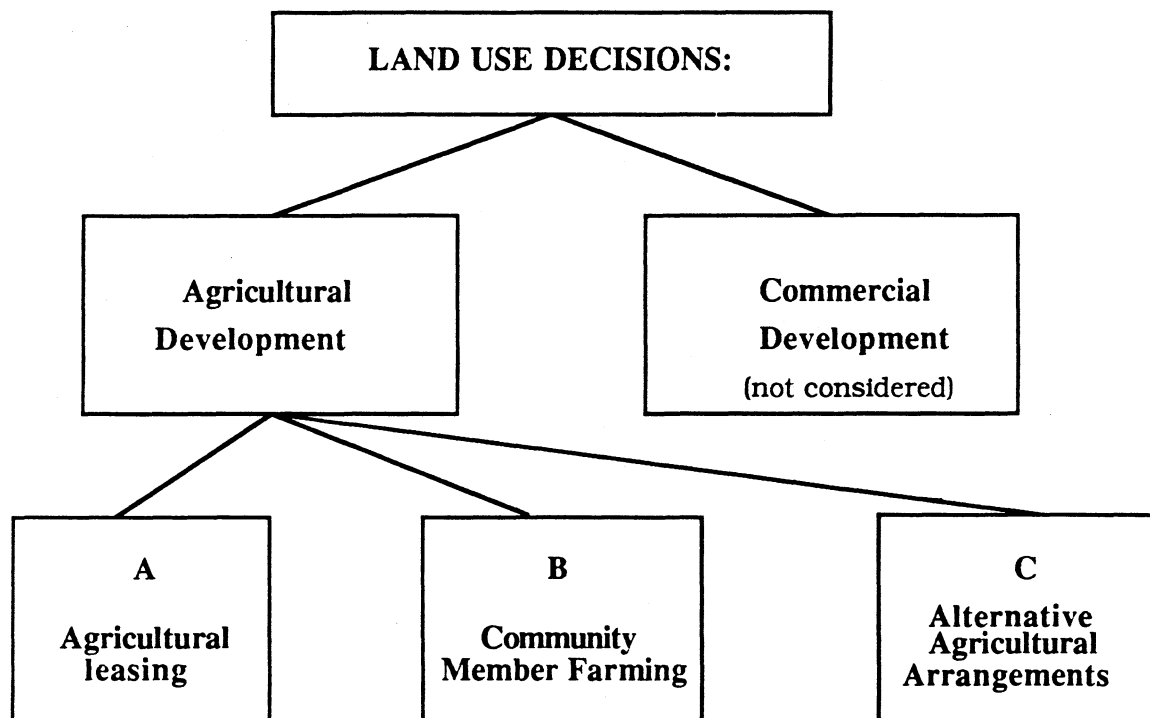 LAND USE DECISIONS:
Agricultural
Development
Commercial
Development
(not considered)
A
Agricultural
leasing
B
Community
Member Farming
C
Alternative
Agricultural
Arrangements